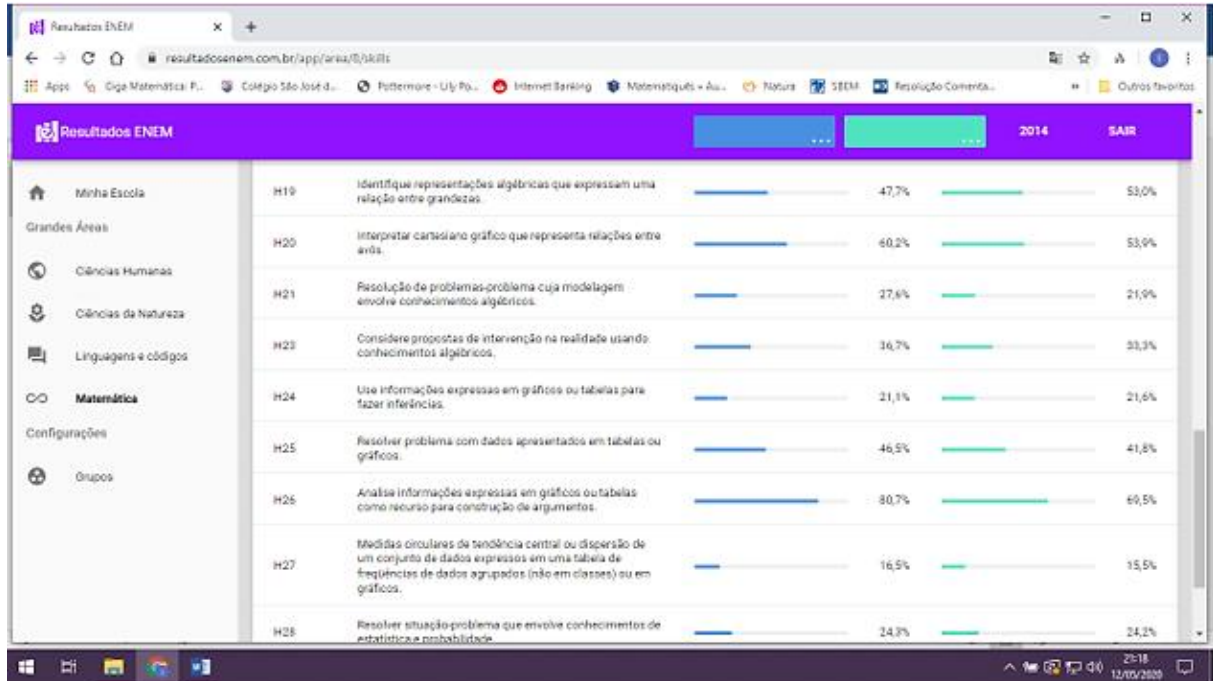 Resultados ENEM
resultadosenem.com.br/app/area/8/skills
Apps Giga Matemática: P... Colégio São José d... Pottermore - Lily Po... Internet Banking Matematiquês + Au... Natura SBEM Resolução Comenta... Outros favoritos
Resultados ENEM ... ... 2014 SAIR
Minha Escola
Grandes Áreas
Ciências Humanas
Ciências da Natureza
Linguagens e códigos
Matemática
Configurações
Grupos
H19 Identifique representações algébricas que expressam uma 47,7% 53,0%
relação entre grandezas.
H20 Interpretar cartesiano gráfico que representa relações entre 60,2% 53,9%
avós.
H21 Resolução de problemas-problema cuja modelagem 27,6% 21,9%
envolve conhecimentos algébricos.
H23 Considere propostas de intervenção na realidade usando 36,7% 33,3%
conhecimentos algébricos.
H24 Use informações expressas em gráficos ou tabelas para 21,1% 21,6%
fazer inferências.
H25 Resolver problema com dados apresentados em tabelas ou 46,5% 41,8%
gráficos.
H26 Analise informações expressas em gráficos ou tabelas 80,7% 69,5%
como recurso para construção de argumentos.
H27 Medidas circulares de tendência central ou dispersão de 16,5% 15,5%
um conjunto de dados expressos em uma tabela de
freqüências de dados agrupados (não em classes) ou em
gráficos.
H28 Resolver situação-problema que envolve conhecimentos de 24,3% 24,2%
estatística e probabilidade
21:18
12/05/2020